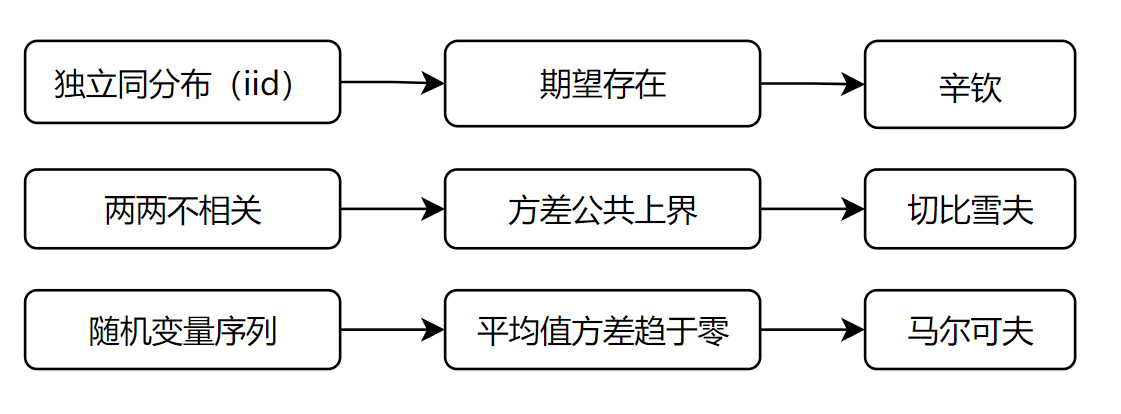 独立同分布（iid）
期望存在
辛钦
两两不相关
方差公共上界
切比雪夫
随机变量序列
平均值方差趋于零
马尔可夫